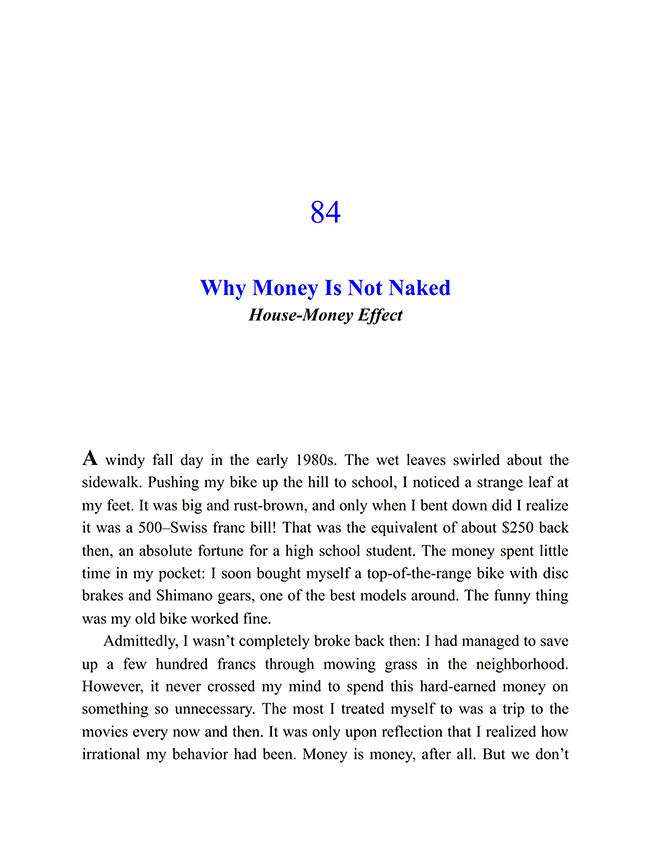 84
Why Money Is Not Naked
House-Money Effect
A windy fall day in the early 1980s. The wet leaves swirled about the
sidewalk. Pushing my bike up the hill to school, I noticed a strange leaf at
my feet. It was big and rust-brown, and only when I bent down did I realize
it was a 500–Swiss franc bill! That was the equivalent of about $250 back
then, an absolute fortune for a high school student. The money spent little
time in my pocket: I soon bought myself a top-of-the-range bike with disc
brakes and Shimano gears, one of the best models around. The funny thing
was my old bike worked fine.
Admittedly, I wasn’t completely broke back then: I had managed to save
up a few hundred francs through mowing grass in the neighborhood.
However, it never crossed my mind to spend this hard-earned money on
something so unnecessary. The most I treated myself to was a trip to the
movies every now and then. It was only upon reflection that I realized how
irrational my behavior had been. Money is money, after all. But we don’t